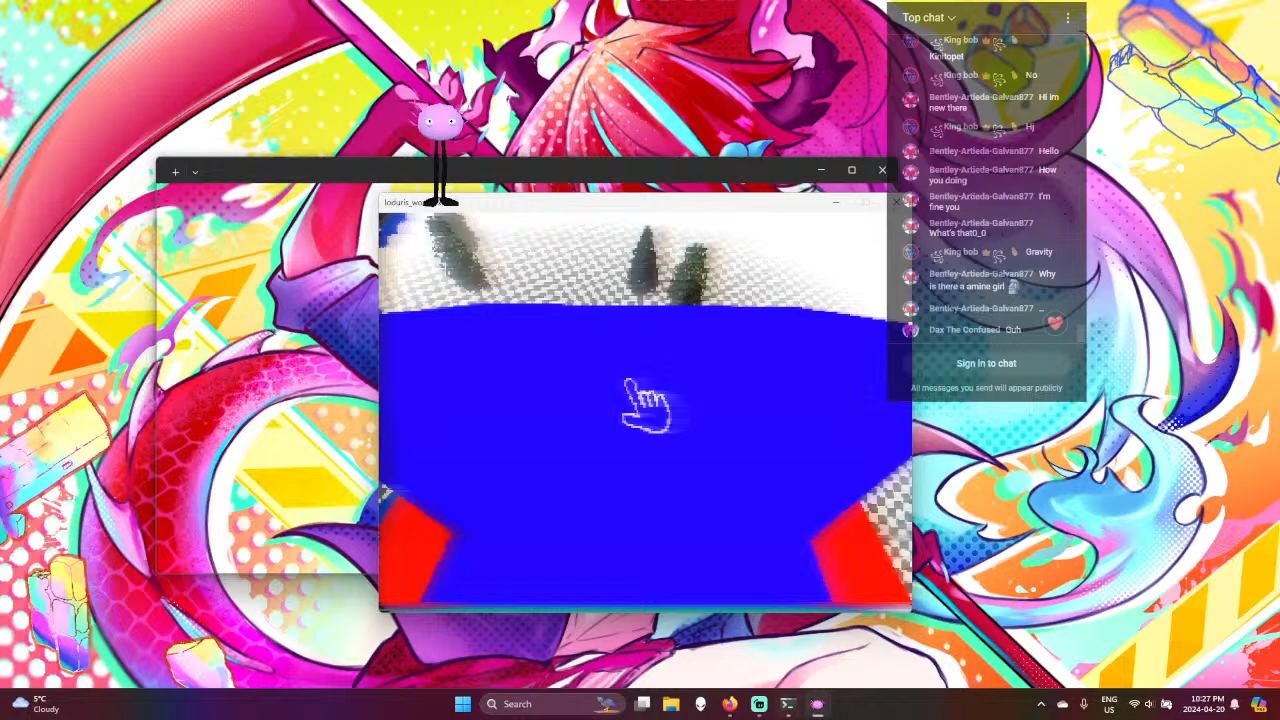 Top chat
King bob
Kinitopet
King bob No
Bentley-Artieda-Galvan877 Hi im
new there
King bob Hj
Bentley-Artieda-Galvan877 Hello
Bentley-Artieda-Galvan877 How
you doing
Bentley-Artieda-Galvan877 I'm
fine you
Bentley-Artieda-Galvan877
What's that0_0
King bob Gravity
Bentley-Artieda-Galvan877 Why
is there a amine girl
Bentley-Artieda-Galvan877 ..
Dax The Confused Guh
Sign in to chat
All messages you send will appear publicly
5°C
Cloudy
Search
ENG
US
10:27 PM
2024-04-20